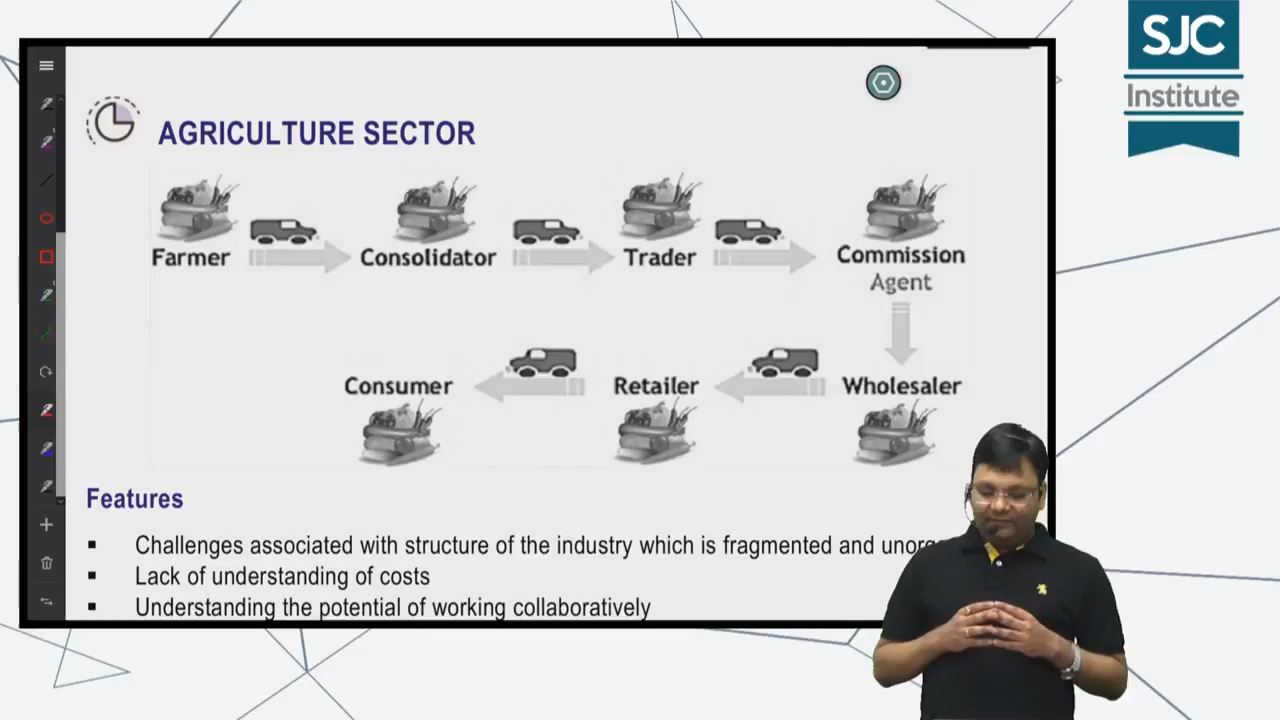 SJC
Institute
AGRICULTURE SECTOR
Farmer
Consolidator
Trader
Commission
Agent
Consumer
Retailer
Wholesaler
Features
▪ Challenges associated with structure of the industry which is fragmented and
▪ Lack of understanding of costs
▪ Understanding the potential of working collaboratively